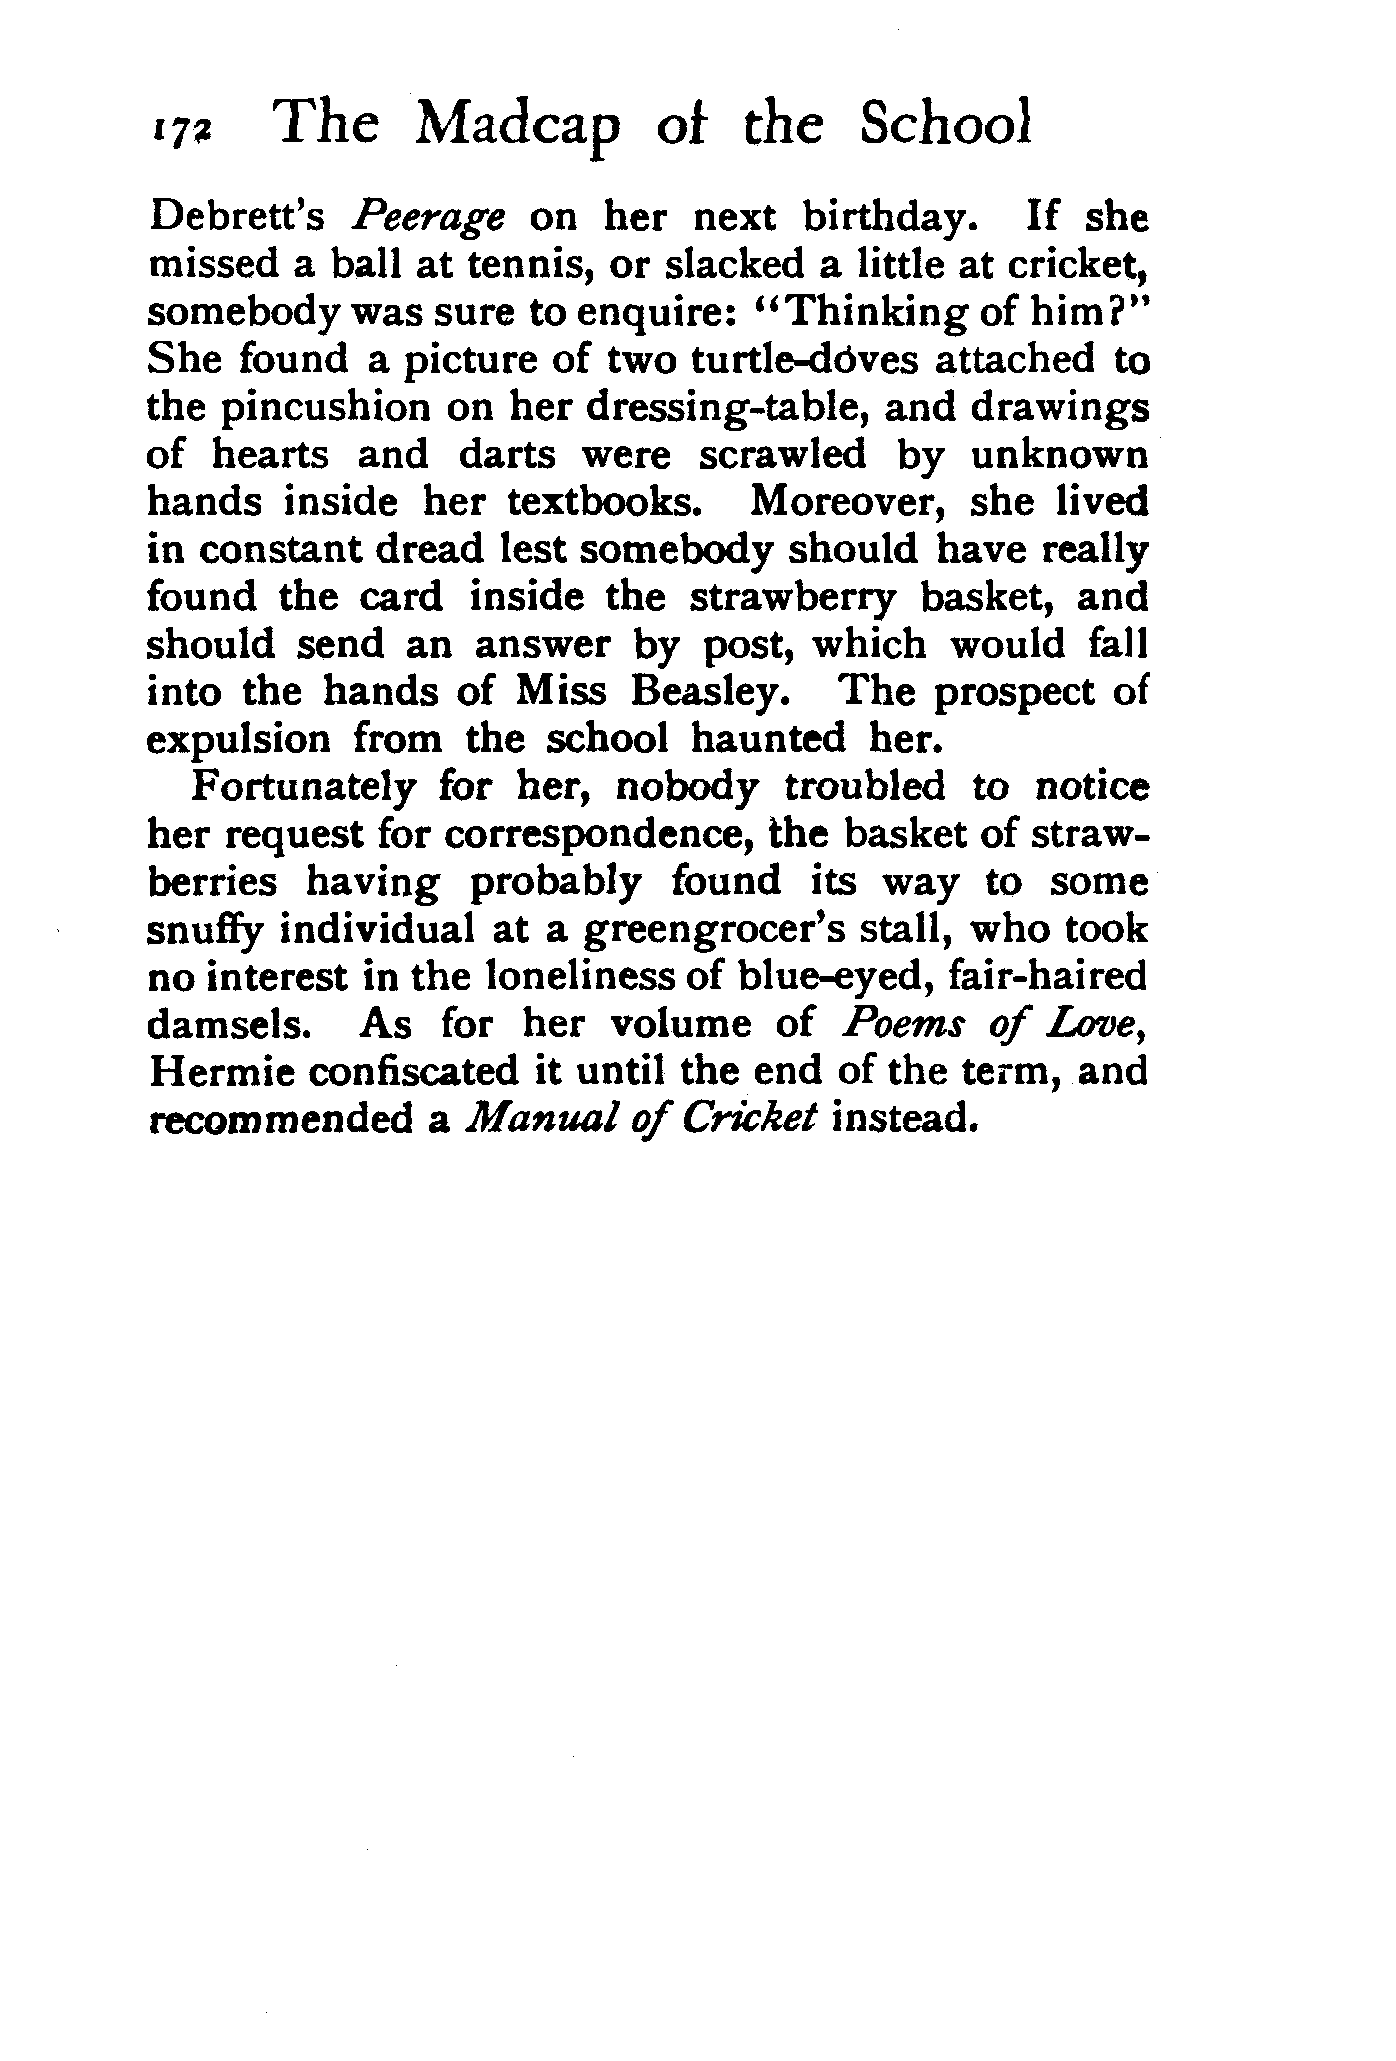 172 The Madcap of the School
Debrett's Peerage on her next birthday. If she
missed a ball at tennis, or slacked a little at cricket,
somebody was sure to enquire: "Thinking of him?"
She found a picture of two turtle-doves attached to
the pincushion on her dressing-table, and drawings
of hearts and darts were scrawled by unknown
hands inside her textbooks. Moreover, she lived
in constant dread lest somebody should have really
found the card inside the strawberry basket, and
should send an answer by post, which would fall
into the hands of Miss Beasley. The prospect of
expulsion from the school haunted her.
Fortunately for her, nobody troubled to notice
her request for correspondence, the basket of straw-
berries having probably found its way to some
snuffy individual at a greengrocer's stall, who took
no interest in the loneliness of blue-eyed, fair-haired
damsels. As for her volume of Poems of Love,
Hermie confiscated it until the end of the term, and
recommended a Manual of Cricket instead.